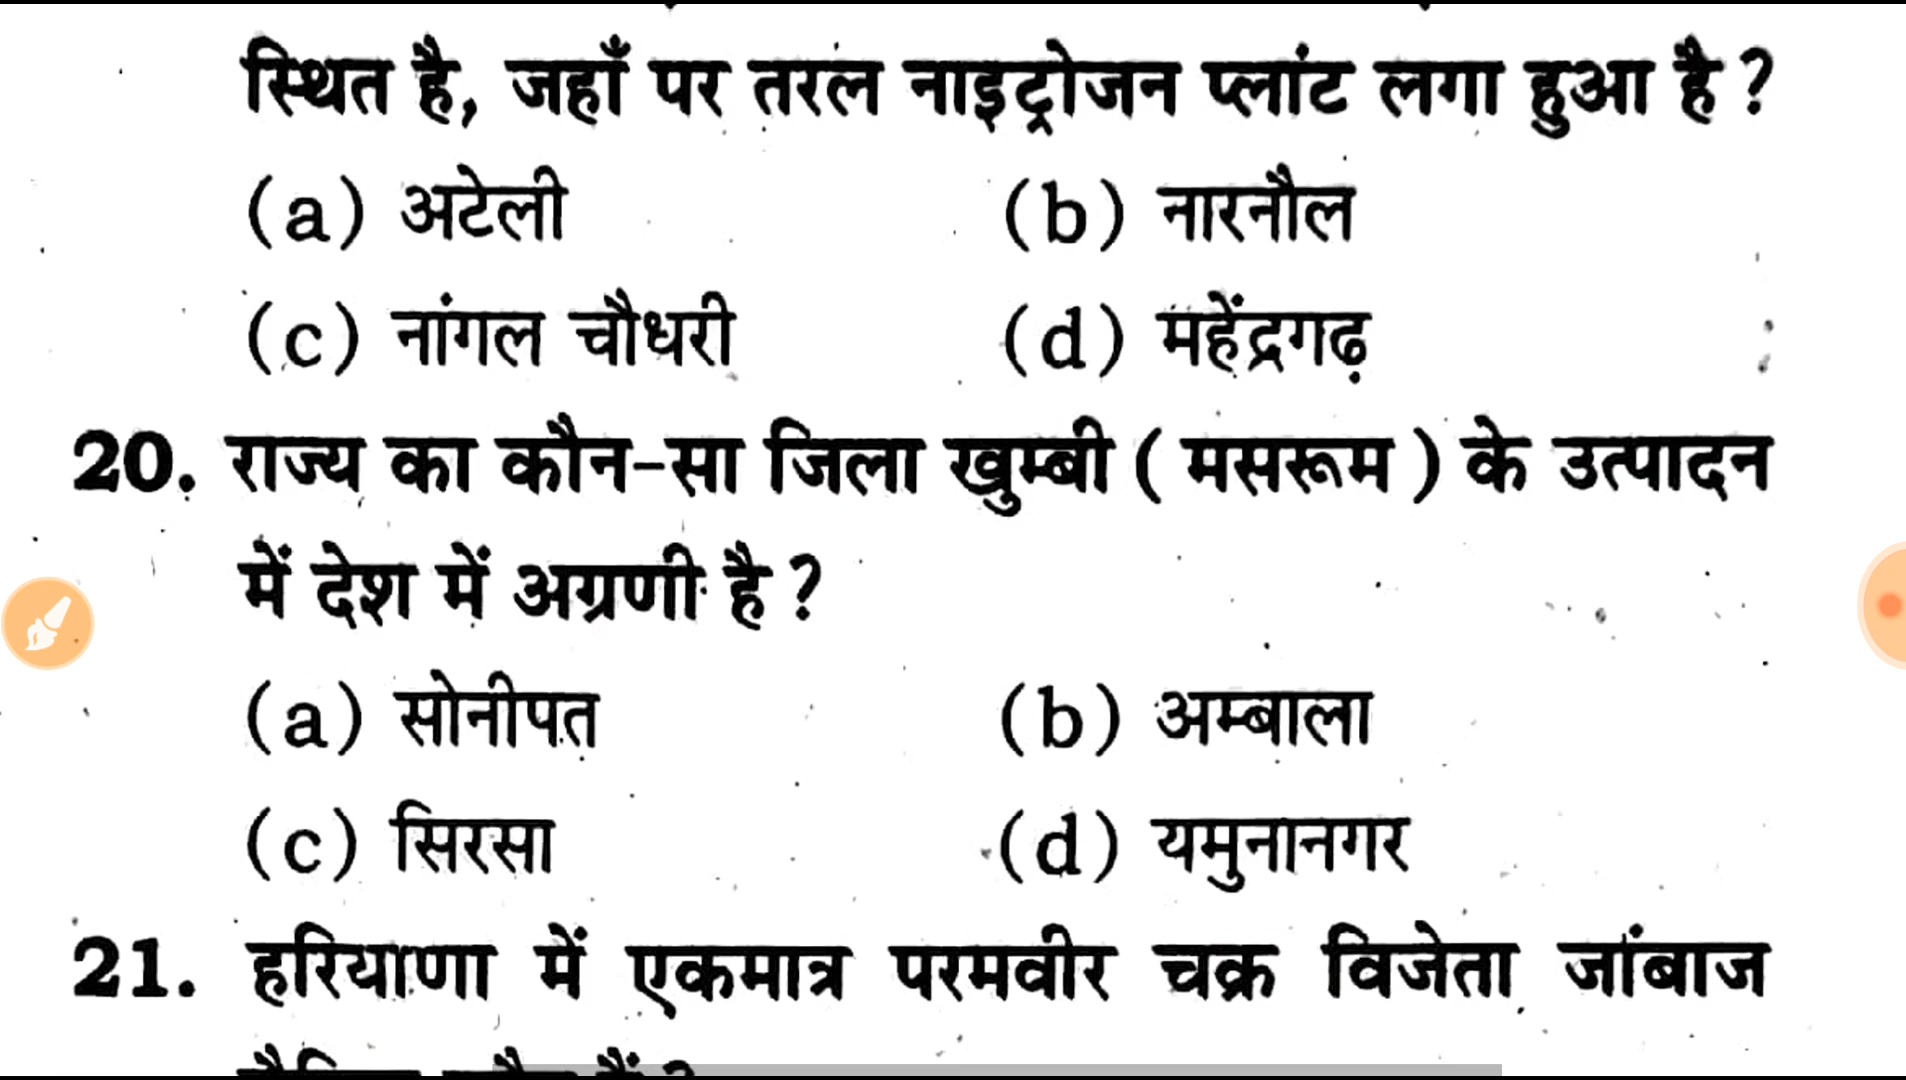 स्थित है, जहाँ पर तरल नाइट्रोजन प्लांट लगा हुआ है ?
(a) अटेली (b) नारनौल
(c) नांगल चौधरी (d) महेंद्रगढ़
20. राज्य का कौन-सा जिला खुम्बी ( मसरूम ) के उत्पादन
में देश में अग्रणी है ?
(a) सोनीपत (b) अम्बाला
(c) सिरसा (d) यमुनानगर
21. हरियाणा में एकमात्र परमवीर चक्र विजेता जांबाज